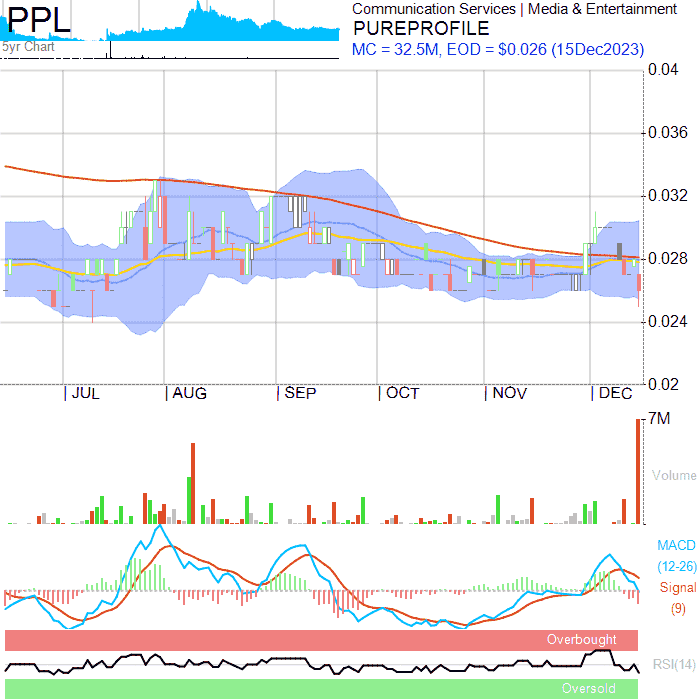 PPL
5yr Chart
Communication Services | Media & Entertainment
PUREPROFILE
MC = 32.5M, EOD = $0.026 (15Dec2023)
0.04
0.036
0.032
0.028
0.024
0.02
JUL
AUG
SEP
OCT
NOV
DEC
7M
Volume
MACD
(12-26)
Signal
(9)
Overbought
RSI(14)
Oversold